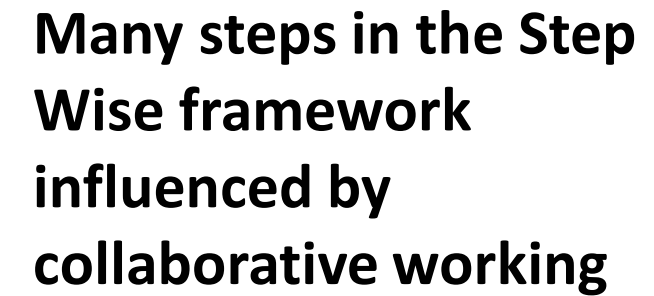 Many steps in the Step
Wise framework
influenced by
collaborative working